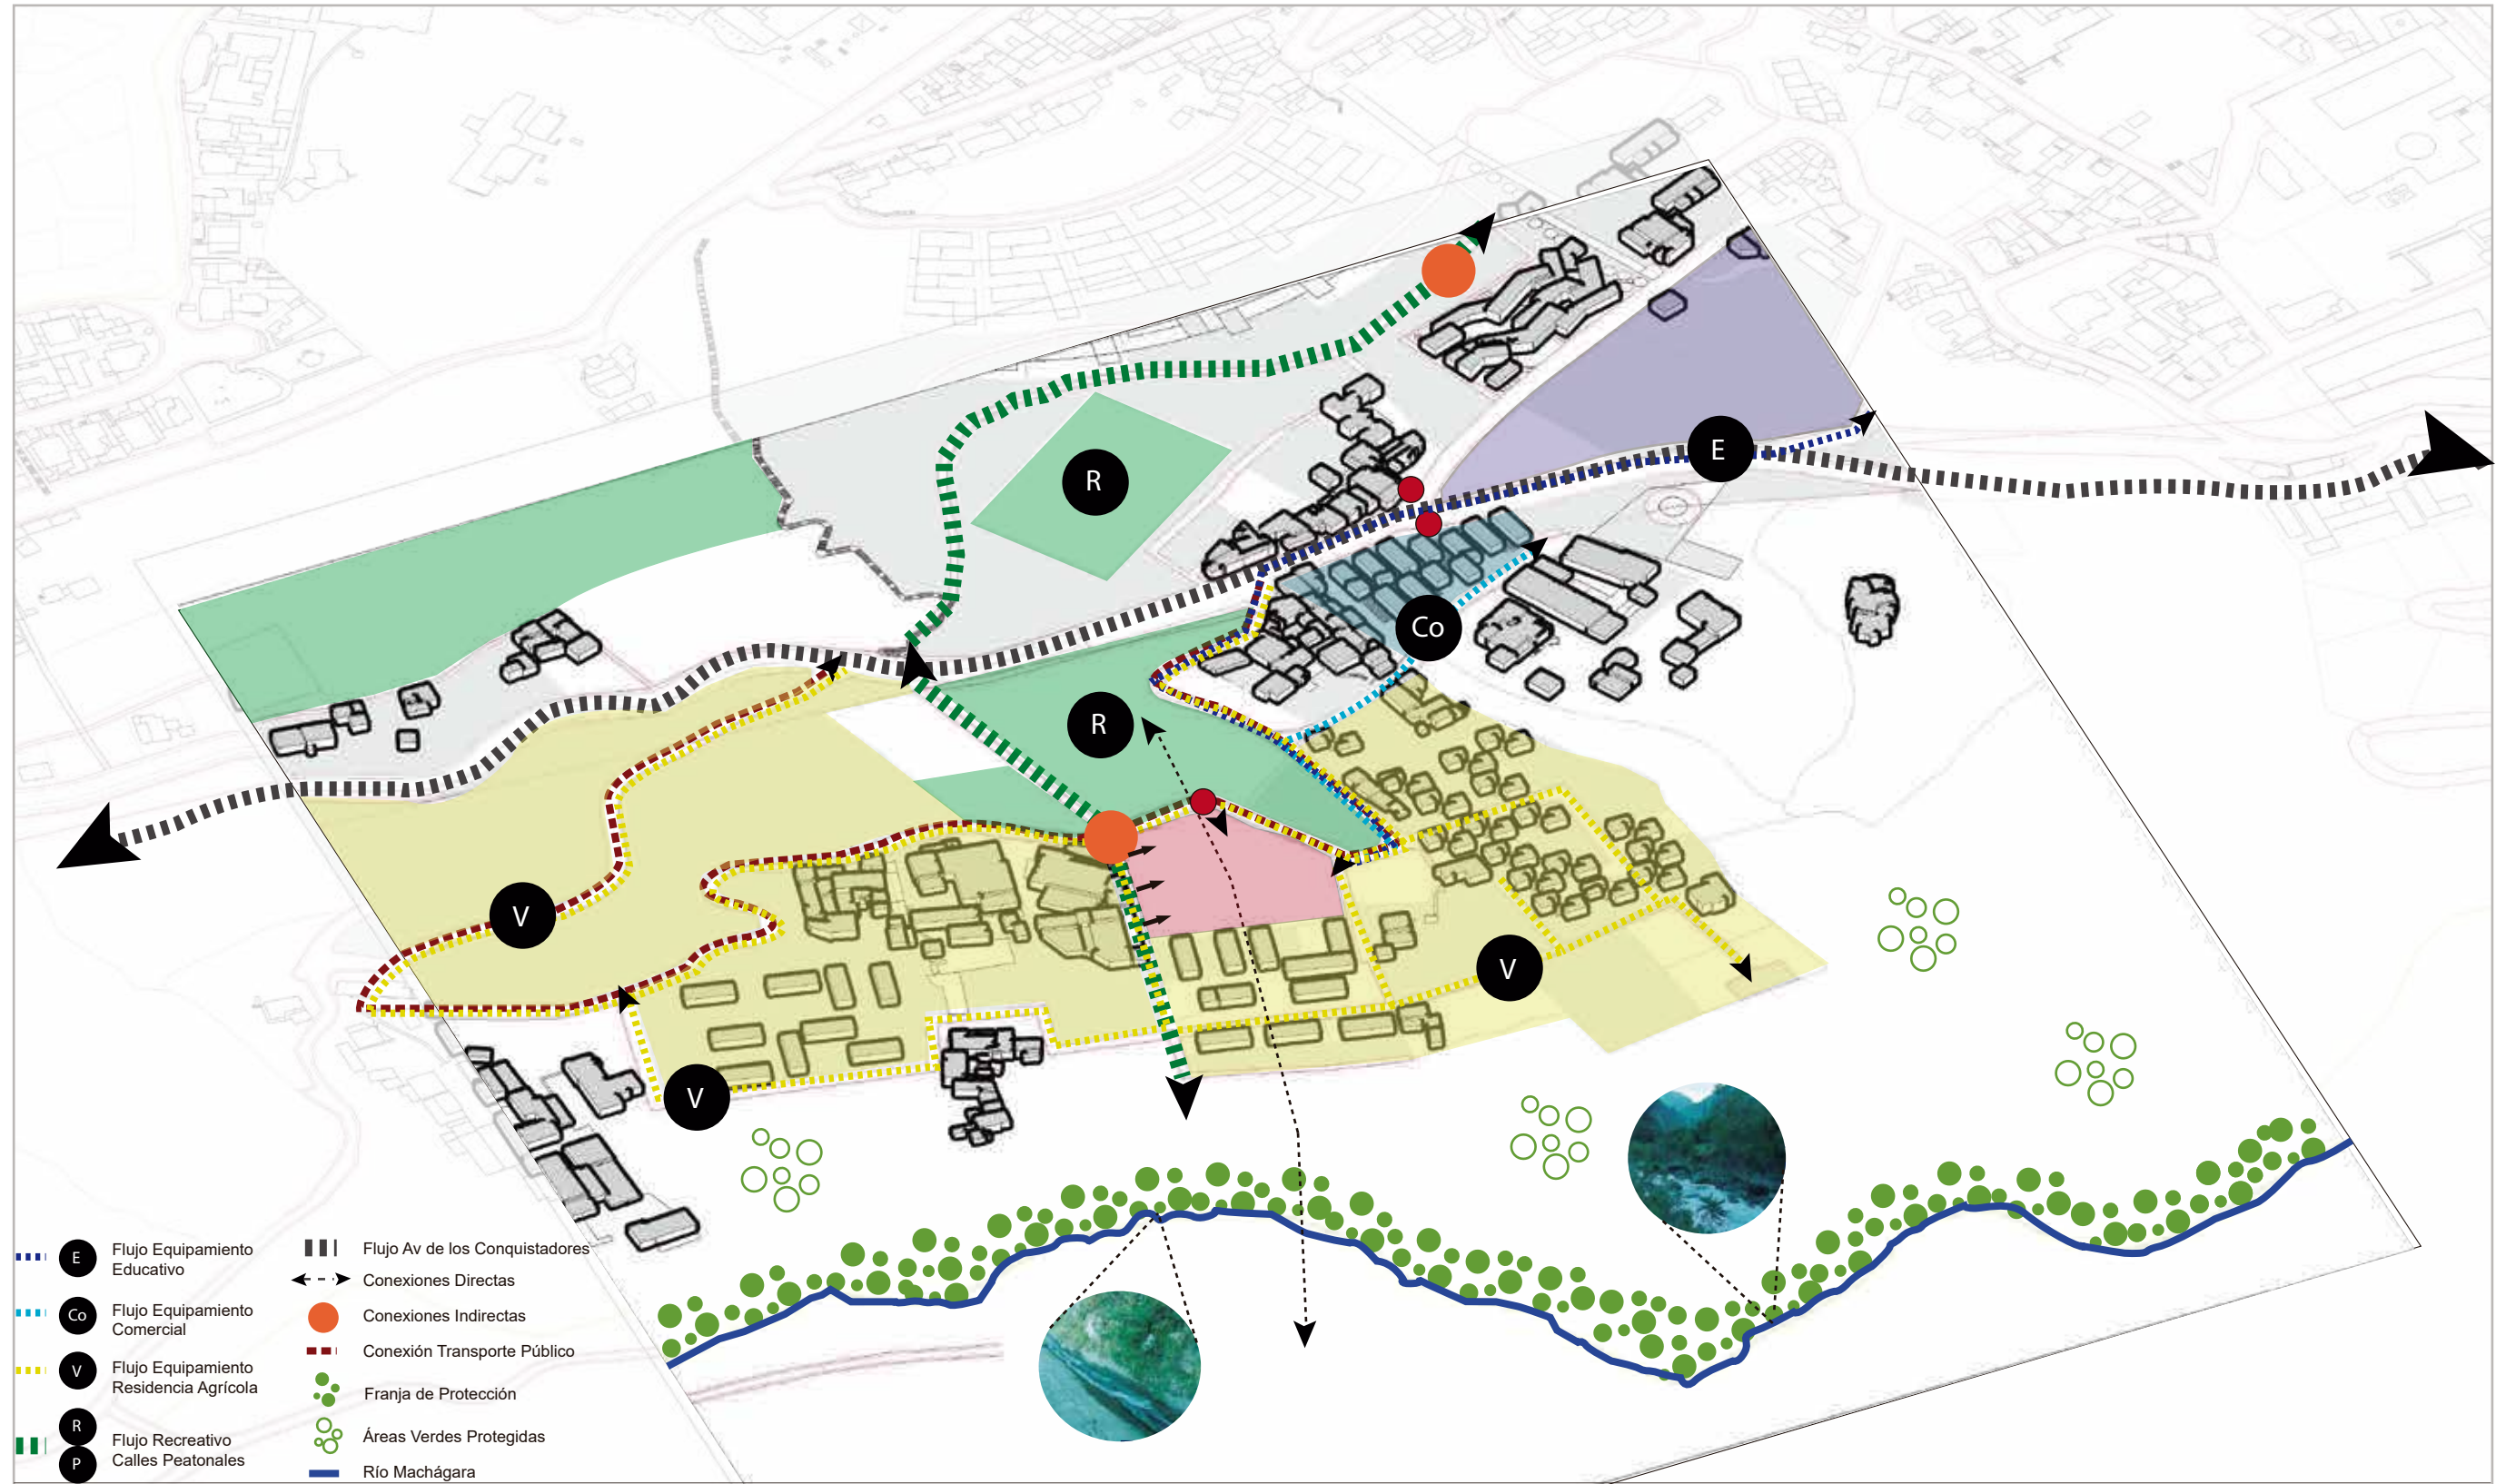 E
R
Co
R
V
V
V
E Flujo Equipamiento
Educativo
Co Flujo Equipamiento
Comercial
V Flujo Equipamiento
Residencia Agrícola
R Flujo Recreativo
P Calles Peatonales
Flujo Av de los Conquistadores
Conexiones Directas
Conexiones Indirectas
Conexión Transporte Público
Franja de Protección
Áreas Verdes Protegidas
Río Machágara